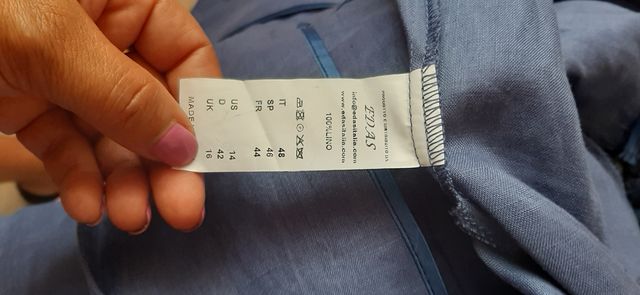 PRODOTTO E DISTRIBUITO DA
EDAS
info@edasitalia.com
www.edasitalia.com
100%LINO
IT 48
SP 46
FR 44
D 42
US 14
UK 16
MADE